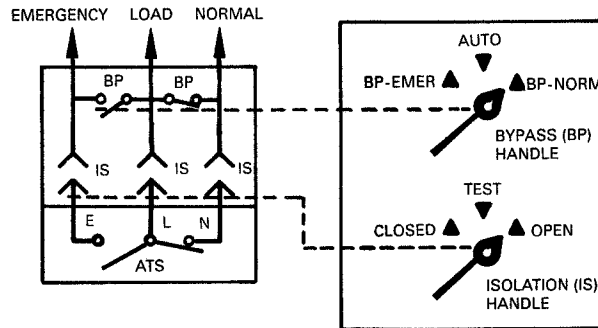 EMERGENCY LOAD NORMAL
BP BP
IS IS IS
E L N
ATS
AUTO
BP-EMER BP-NORM
BYPASS (BP)
HANDLE
TEST
CLOSED OPEN
ISOLATION (IS)
HANDLE